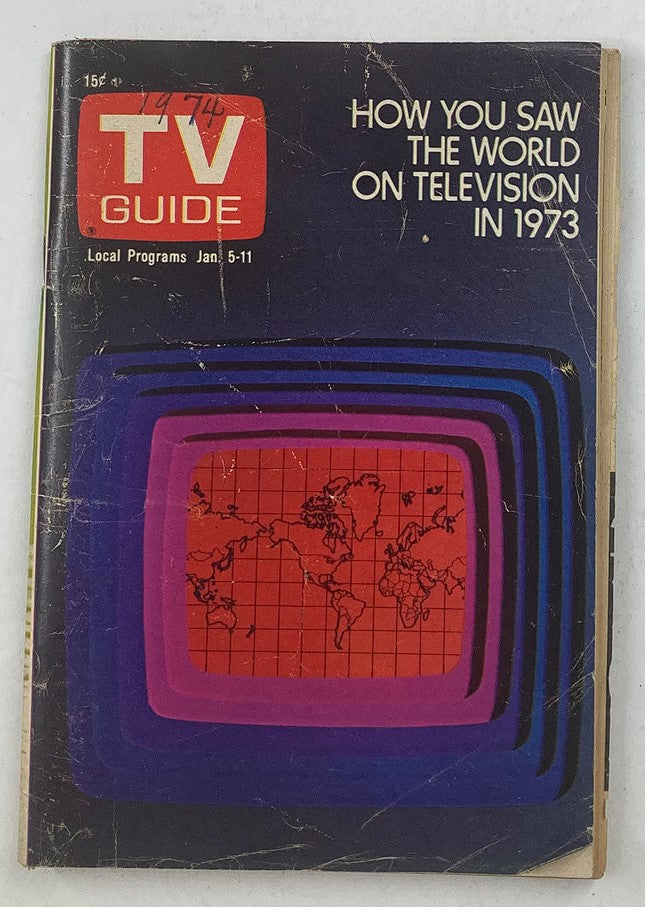 15¢
1974
TV
GUIDE
®
Local Programs Jan. 5-11
HOW YOU SAW
THE WORLD
ON TELEVISION
IN 1973